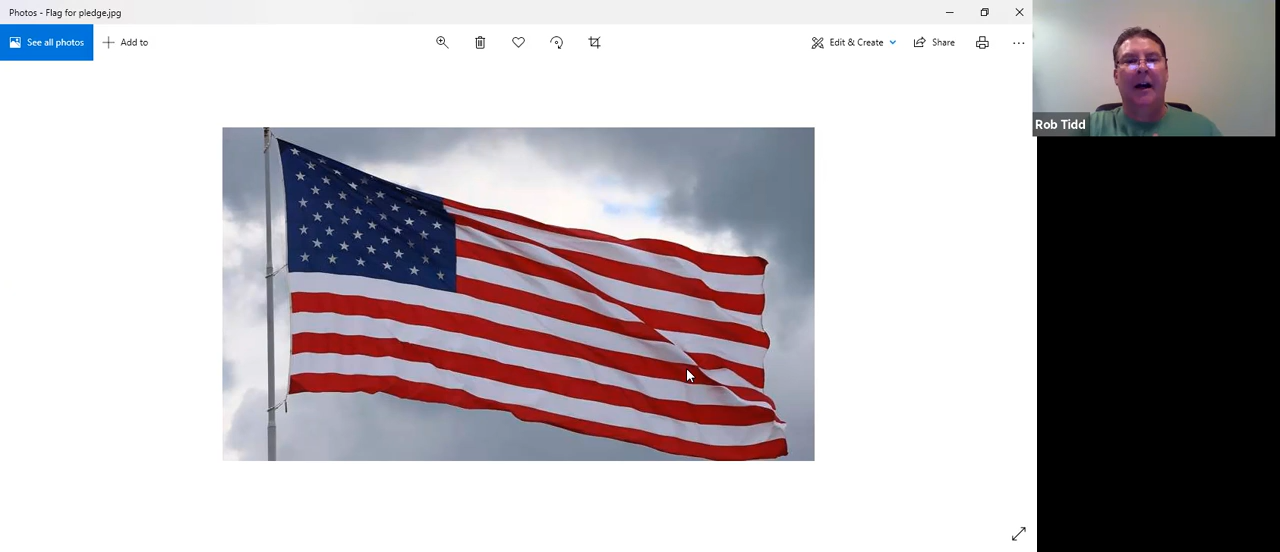 Photos - Flag for pledge.jpg
See all photos
Add to
Edit & Create
Share
Rob Tidd